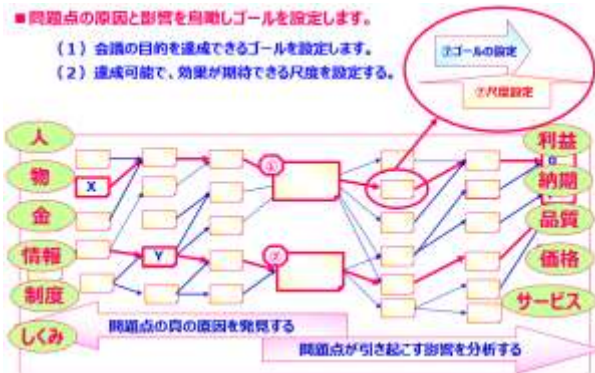 ■問題点の原因と影響を鳥瞰しゴールを設定します。
（１）会議の目的を達成できるゴールを設定します。
（２）達成可能で、効果が期待できる尺度を設定する。
ゴールの設定
⑦尺度設定
人
物
金
情報
制度
しくみ
X
Y
①
②
利益
納期
品質
価格
サービス
問題点の真の原因を発見する
問題点が引き起こす影響を分析する